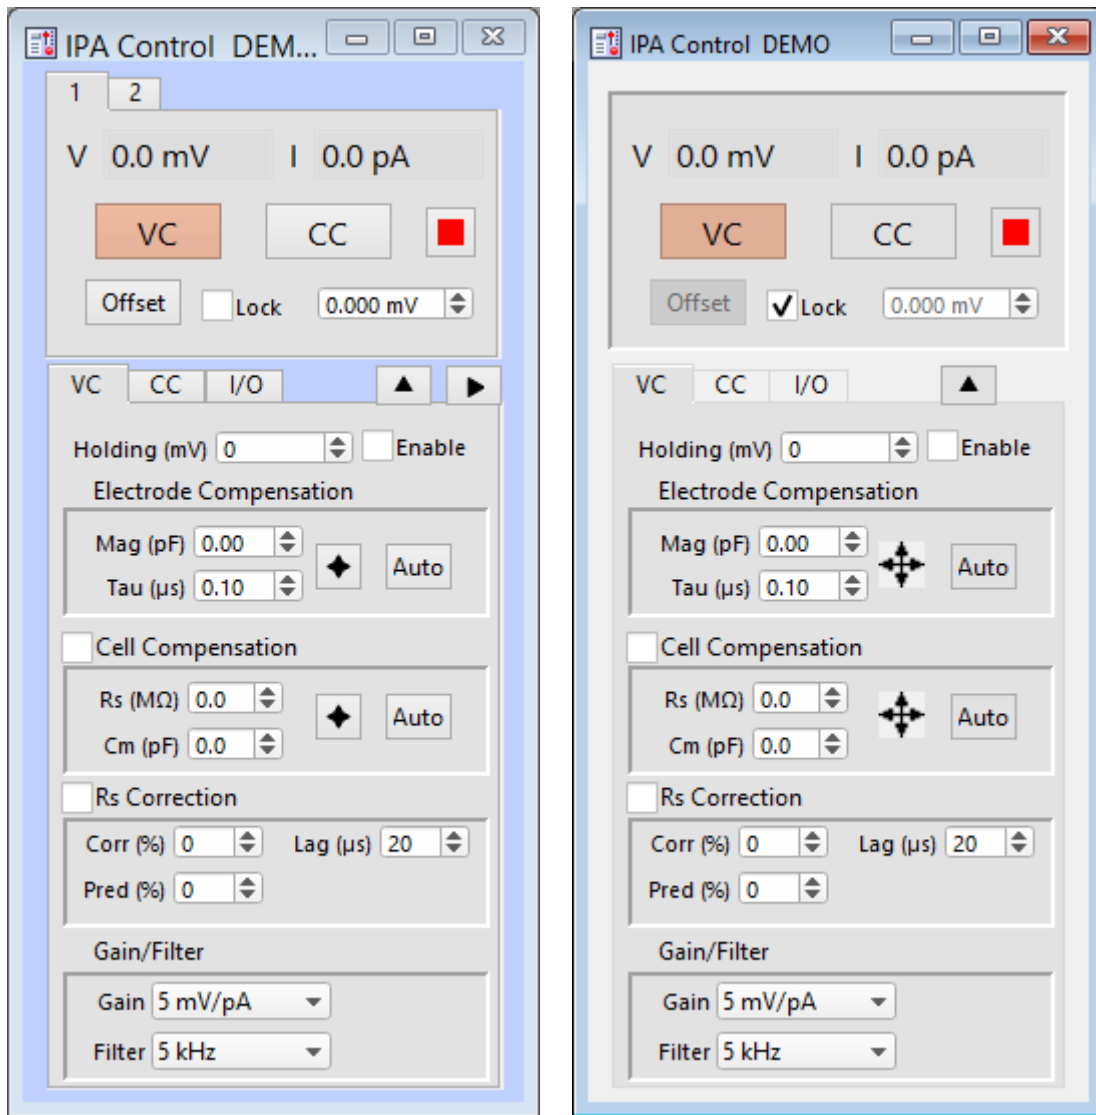 IPA Control DEM...
1 2
V 0.0 mV I 0.0 pA
VC CC
Offset Lock 0.000 mV
VC CC I/O
Holding (mV) 0 Enable
Electrode Compensation
Mag (pF) 0.00
Tau (µs) 0.10
Auto
Cell Compensation
Rs (MΩ) 0.0
Cm (pF) 0.0
Auto
Rs Correction
Corr (%) 0 Lag (µs) 20
Pred (%) 0
Gain/Filter
Gain 5 mV/pA
Filter 5 kHz
IPA Control DEMO
V 0.0 mV I 0.0 pA
VC CC
Offset Lock 0.000 mV
VC CC I/O
Holding (mV) 0 Enable
Electrode Compensation
Mag (pF) 0.00
Tau (µs) 0.10
Auto
Cell Compensation
Rs (MΩ) 0.0
Cm (pF) 0.0
Auto
Rs Correction
Corr (%) 0 Lag (µs) 20
Pred (%) 0
Gain/Filter
Gain 5 mV/pA
Filter 5 kHz